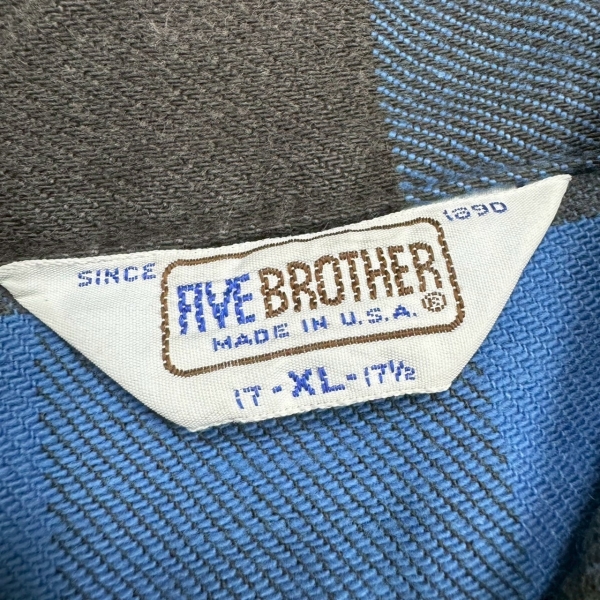 SINCE 1890
FIVE BROTHER
MADE IN U.S.A. ®
17-XL-17½